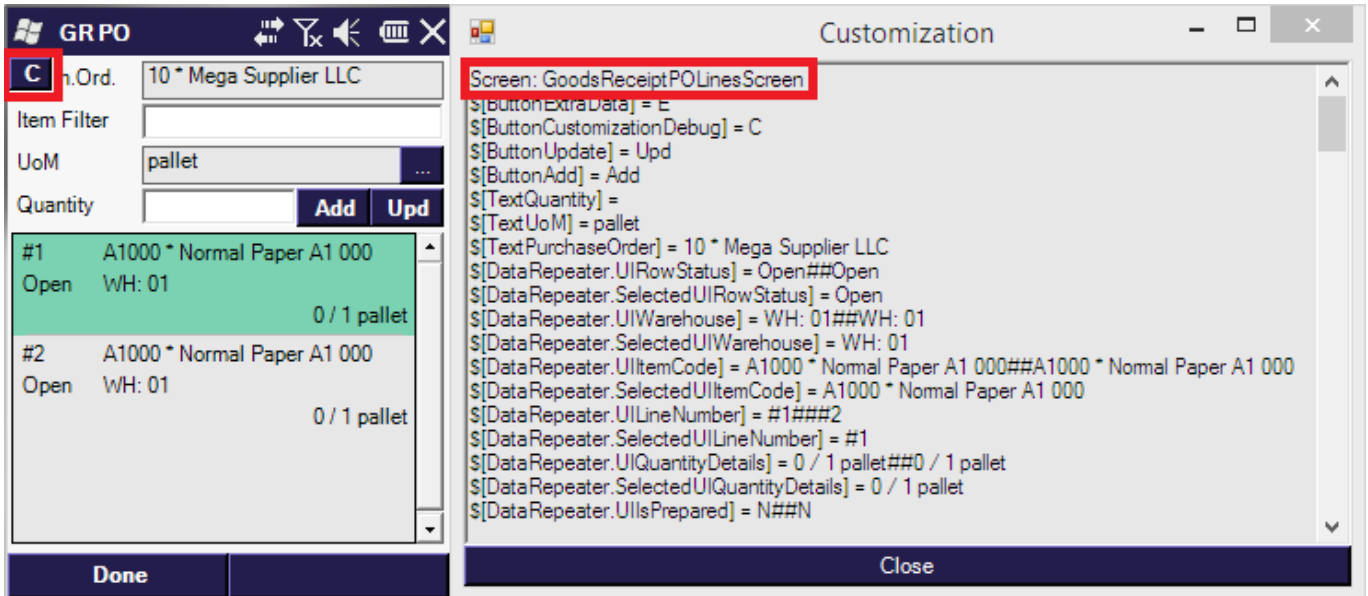 GR PO
C n.Ord. 10 * Mega Supplier LLC
Item Filter
UoM pallet ...
Quantity Add Upd
#1 A1000 * Normal Paper A1 000
Open WH: 01
0 / 1 pallet
#2 A1000 * Normal Paper A1 000
Open WH: 01
0 / 1 pallet
Done
Customization
Screen: GoodsReceiptPOLinesScreen
$[ButtonExtraData] = E
$[ButtonCustomizationDebug] = C
$[ButtonUpdate] = Upd
$[ButtonAdd] = Add
$[TextQuantity] =
$[TextUoM] = pallet
$[TextPurchaseOrder] = 10 * Mega Supplier LLC
$[DataRepeater.UIRowStatus] = Open##Open
$[DataRepeater.SelectedUIRowStatus] = Open
$[DataRepeater.UIWarehouse] = WH: 01##WH: 01
$[DataRepeater.SelectedUIWarehouse] = WH: 01
$[DataRepeater.UIItemCode] = A1000 * Normal Paper A1 000##A1000 * Normal Paper A1 000
$[DataRepeater.SelectedUIItemCode] = A1000 * Normal Paper A1 000
$[DataRepeater.UILineNumber] = #1###2
$[DataRepeater.SelectedUILineNumber] = #1
$[DataRepeater.UIQuantityDetails] = 0 / 1 pallet##0 / 1 pallet
$[DataRepeater.SelectedUIQuantityDetails] = 0 / 1 pallet
$[DataRepeater.UIIsPrepared] = N##N
Close